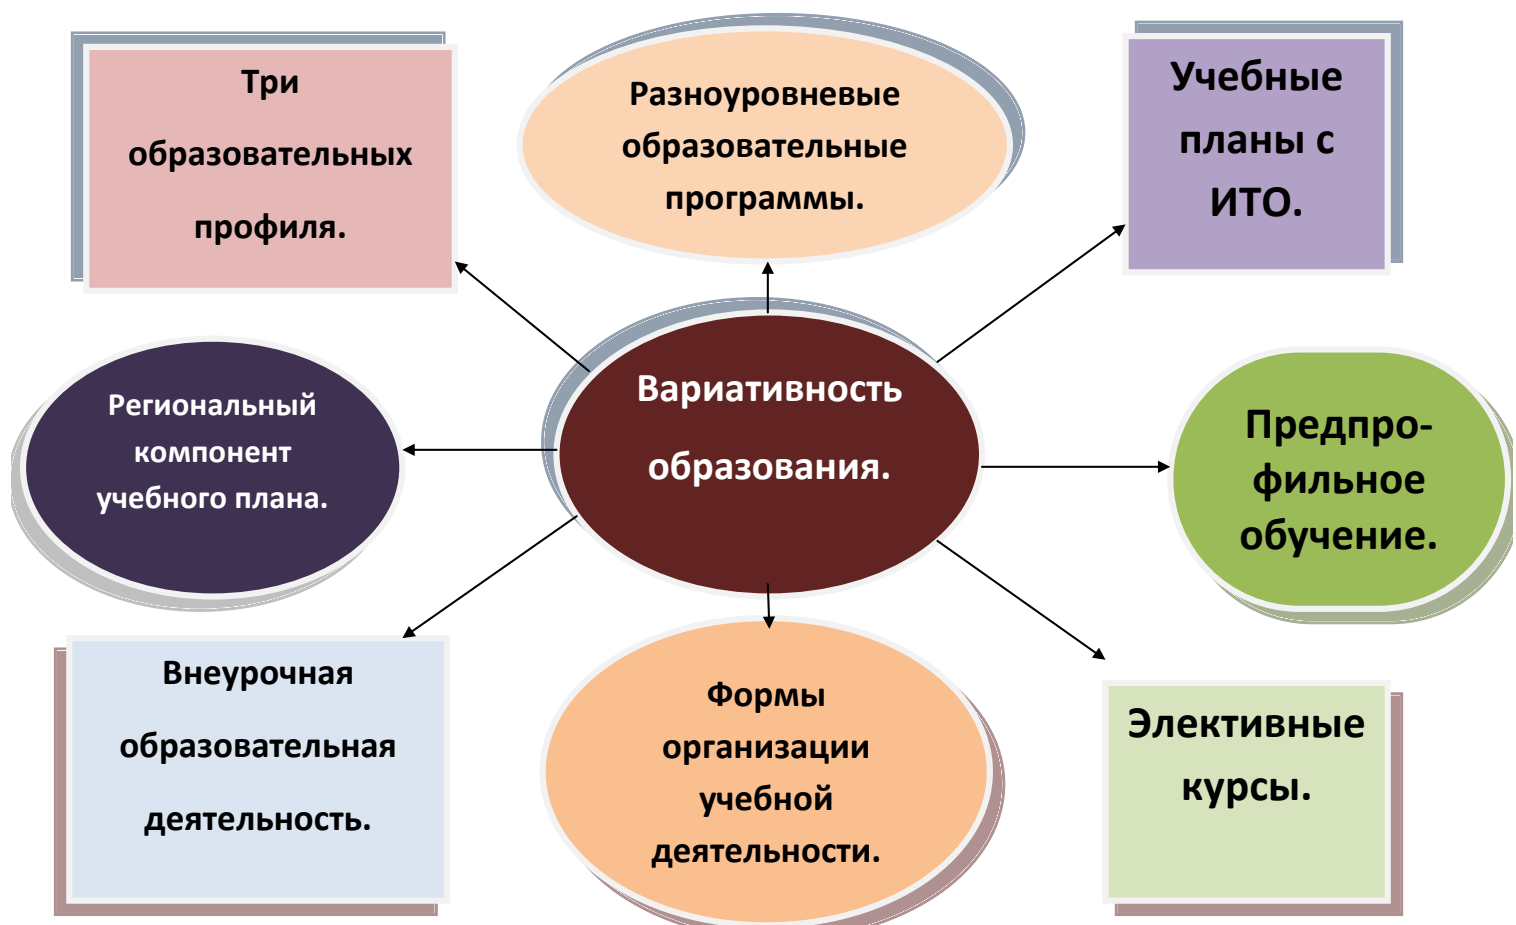 Три
образовательных
профиля.
Разноуровневые
образовательные
программы.
Учебные
планы с
ИТО.
Региональный
компонент
учебного плана.
Вариативность
образования.
Предпро-
фильное
обучение.
Внеурочная
образовательная
деятельность.
Формы
организации
учебной
деятельности.
Элективные
курсы.